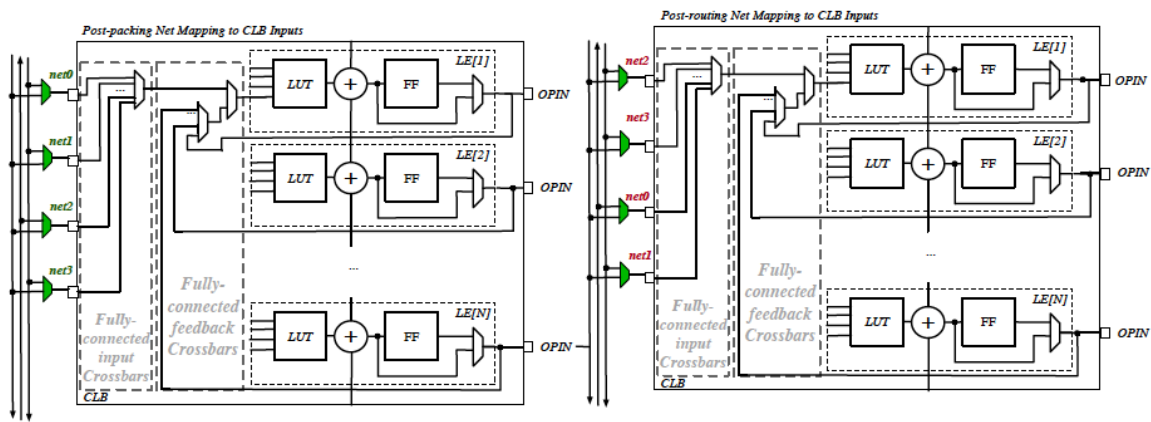 Post-packing Net Mapping to CLB Inputs
net0
net1
net2
net3
...
...
LE[1]
LUT
+
FF
OPIN
LE[2]
LUT
+
FF
OPIN
...
Fully-
connected
feedback
Crossbars
Fully-
connected
input
Crossbars
LE[N]
LUT
+
FF
OPIN
CLB
Post-routing Net Mapping to CLB Inputs
net2
net3
net0
net1
...
...
LE[1]
LUT
+
FF
OPIN
LE[2]
LUT
+
FF
OPIN
...
Fully-
connected
feedback
Crossbars
Fully-
connected
input
Crossbars
LE[N]
LUT
+
FF
OPIN
CLB